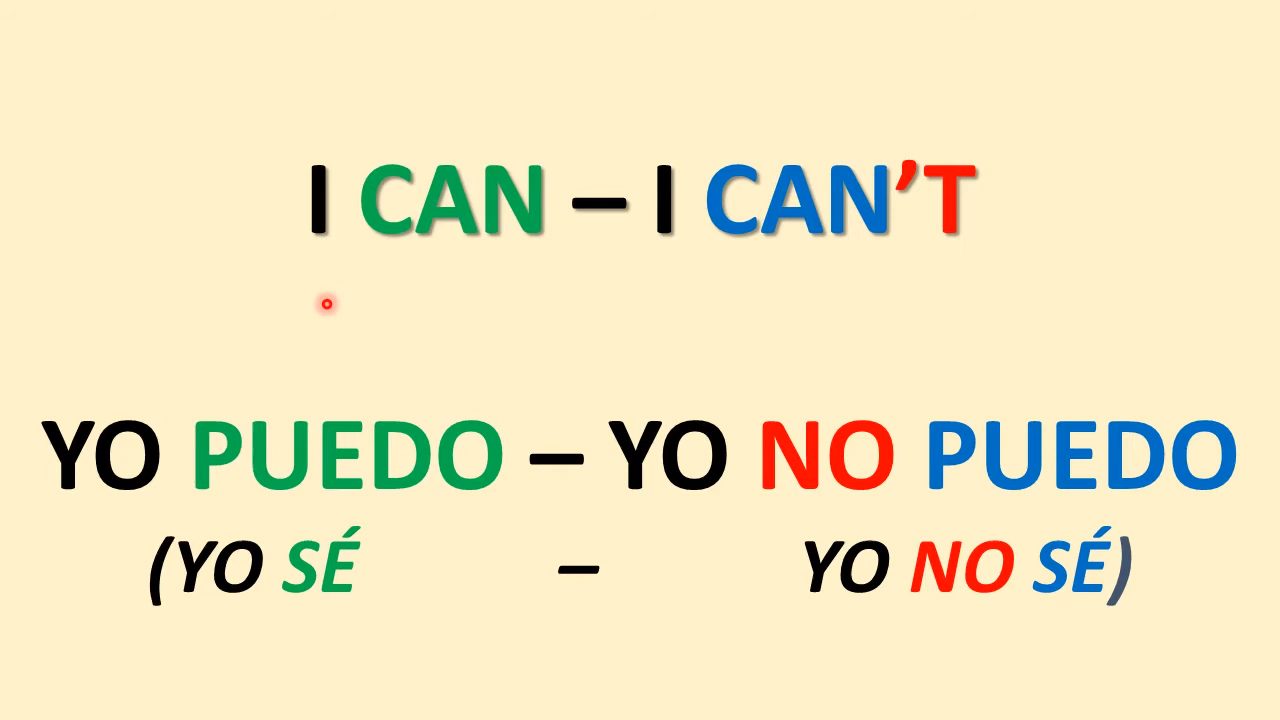 I CAN – I CAN’T
YO PUEDO – YO NO PUEDO
(YO SÉ – YO NO SÉ)